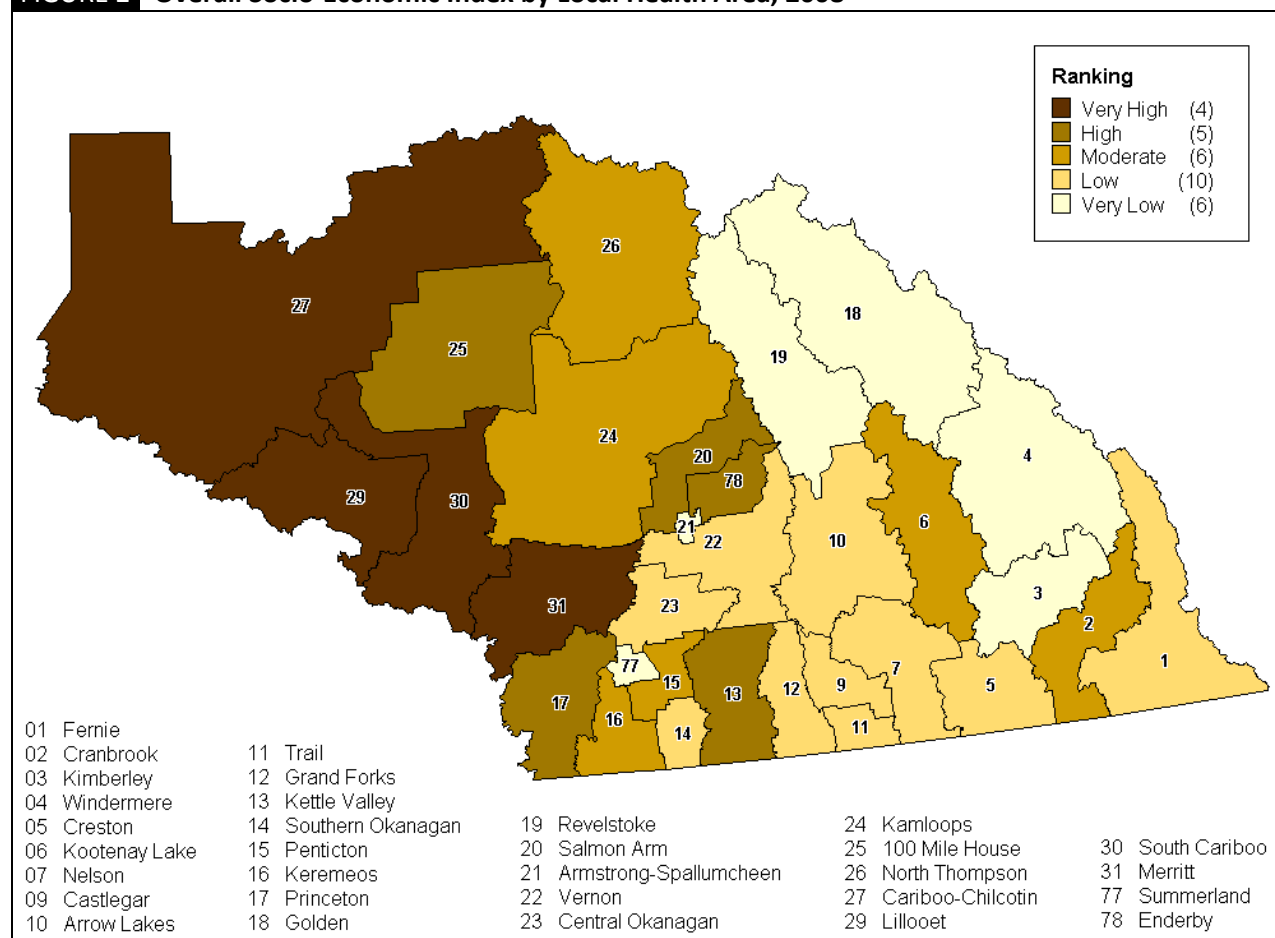 FIGURE Overall Socio-Economic Index by Local Health Area,
Ranking
Very High (4)
High (5)
Moderate (6)
Low (10)
Very Low (6)
26
27
18
25
19
24
4
20
78
29
30
6
21
22
10
3
31
23
2
77
7
1
15
9
5
17
13
12
16
14
11
01 Fernie
02 Cranbrook
03 Kimberley
04 Windermere
05 Creston
06 Kootenay Lake
07 Nelson
09 Castlegar
10 Arrow Lakes
11 Trail
12 Grand Forks
13 Kettle Valley
14 Southern Okanagan
15 Penticton
16 Keremeos
17 Princeton
18 Golden
19 Revelstoke
20 Salmon Arm
21 Armstrong-Spallumcheen
22 Vernon
23 Central Okanagan
24 Kamloops
25 100 Mile House
26 North Thompson
27 Cariboo-Chilcotin
29 Lillooet
30 South Cariboo
31 Merritt
77 Summerland
78 Enderby